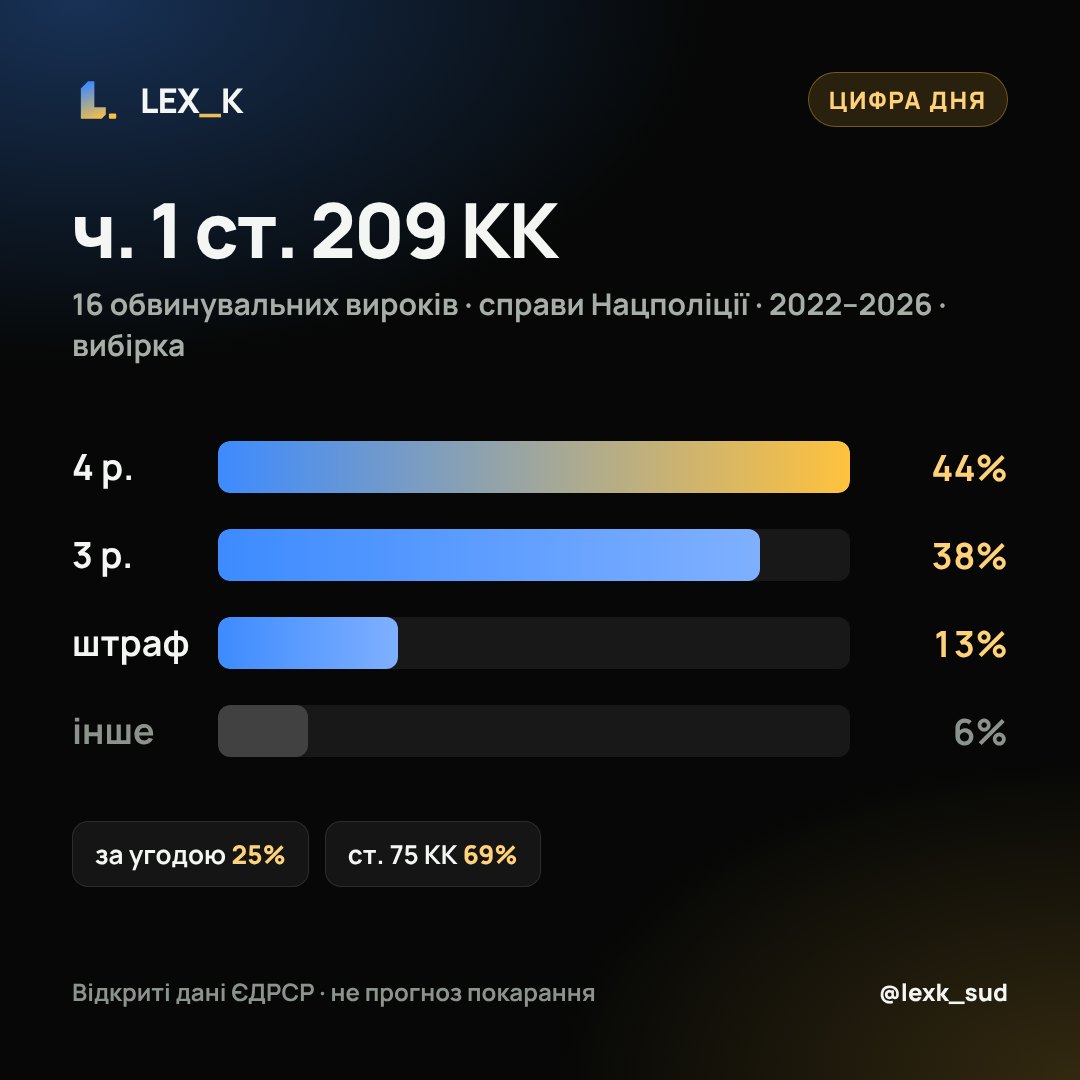 LEX_K
ЦИФРА ДНЯ
ч. 1 ст. 209 КК
16 обвинувальних вироків · справи Нацполіції · 2022–2026 ·
вибірка
4 р. 44%
3 р. 38%
штраф 13%
інше 6%
за угодою 25% ст. 75 КК 69%
Відкриті дані ЄДРСР · не прогноз покарання @lexk_sud